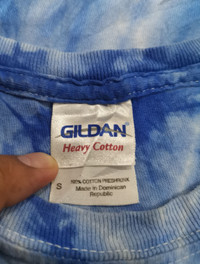 GILDAN
Heavy Cotton
S
100% COTTON-PRESHRUNK
Made in Dominican
Republic